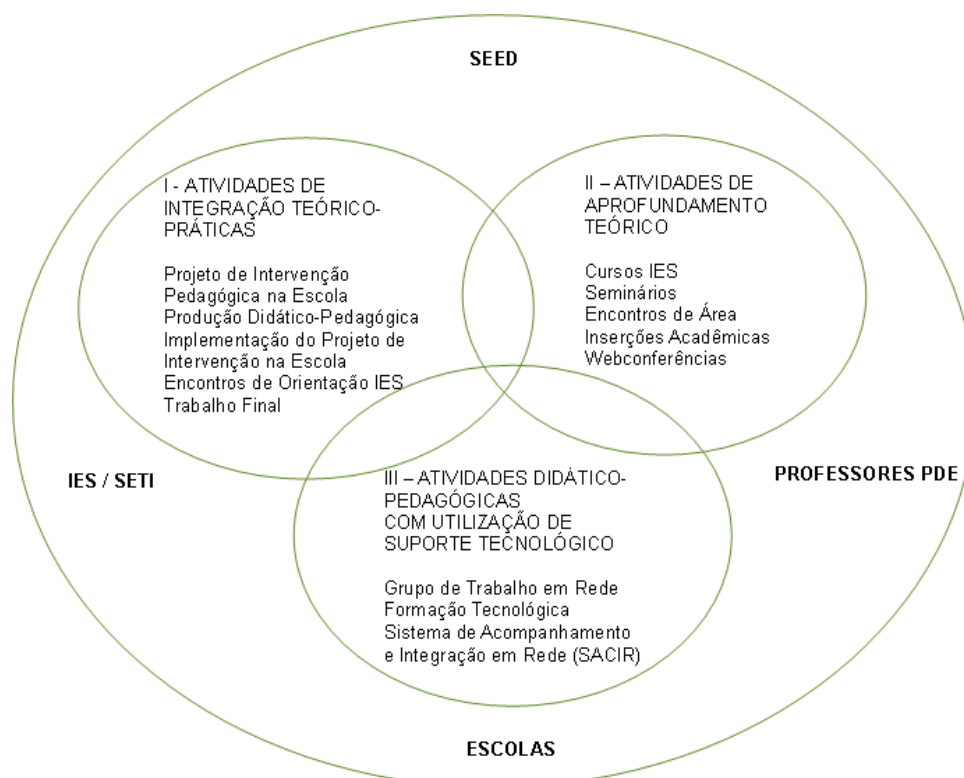 SEED
I - ATIVIDADES DE
INTEGRAÇÃO TEÓRICO-
PRÁTICAS
Projeto de Intervenção
Pedagógica na Escola
Produção Didático-Pedagógica
Implementação do Projeto de
Intervenção na Escola
Encontros de Orientação IES
Trabalho Final
II – ATIVIDADES DE
APROFUNDAMENTO
TEÓRICO
Cursos IES
Seminários
Encontros de Área
Inserções Acadêmicas
Webconferências
IES / SETI
PROFESSORES PDE
III – ATIVIDADES DIDÁTICO-
PEDAGÓGICAS
COM UTILIZAÇÃO DE
SUPORTE TECNOLÓGICO
Grupo de Trabalho em Rede
Formação Tecnológica
Sistema de Acompanhamento
e Integração em Rede (SACIR)
ESCOLAS